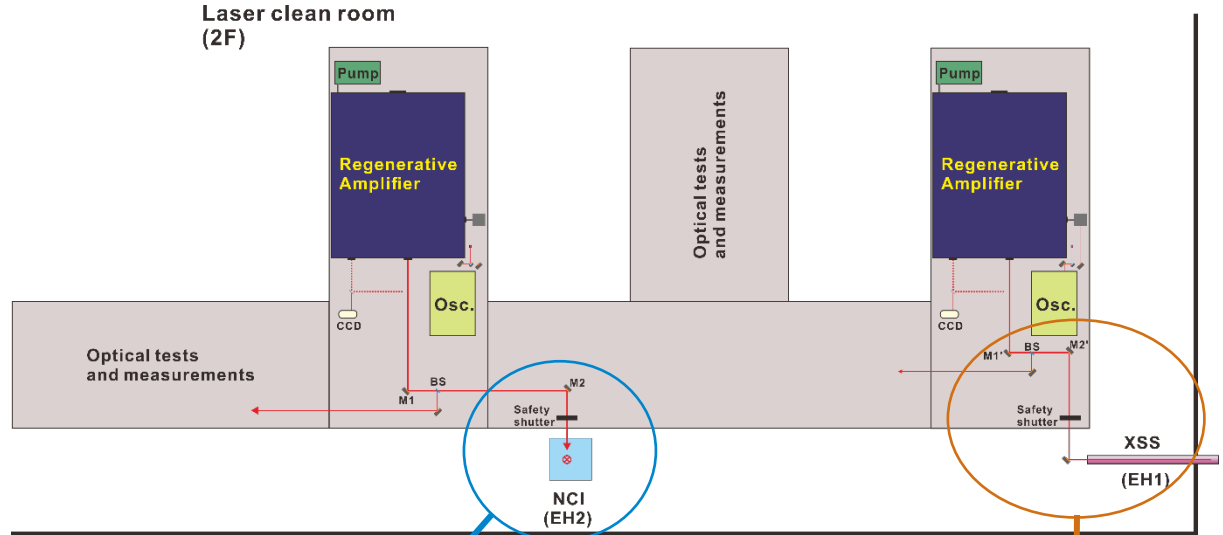 Laser clean room
(2F)
Pump
Regenerative
Amplifier
Osc.
CCD
Optical tests
and measurements
M1
BS
M2
Safety
shutter
NCI
(EH2)
Optical tests
and measurements
Pump
Regenerative
Amplifier
Osc.
CCD
M1'
BS
M2'
Safety
shutter
XSS
(EH1)